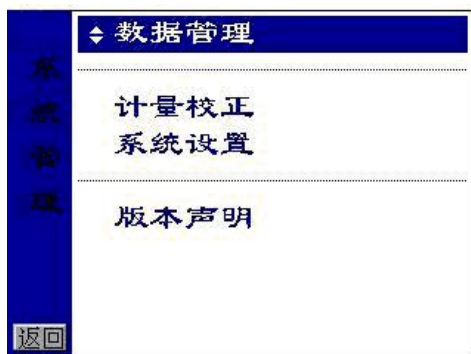 数据管理
系统管理
计量校正
系统设置
版本声明
返回